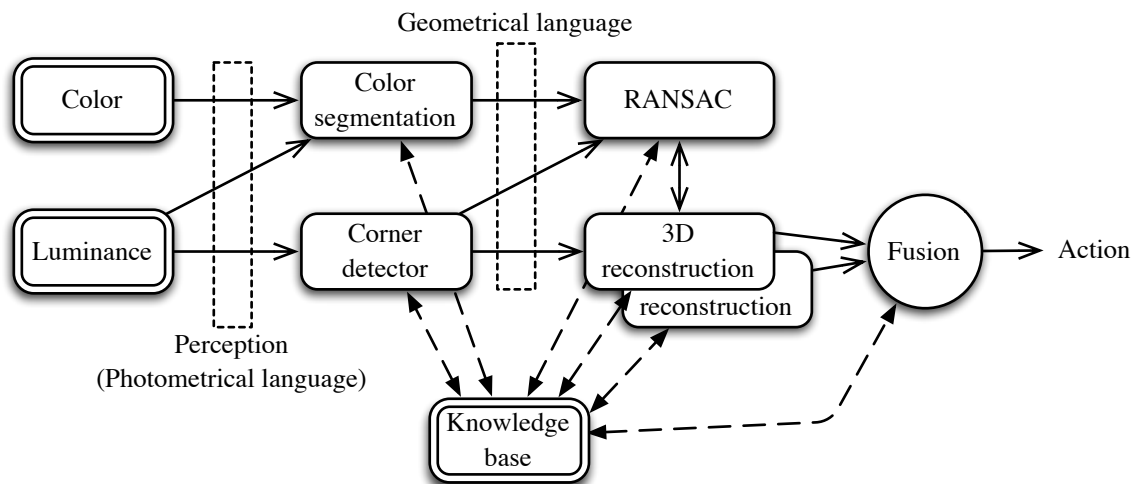 Geometrical language
Color
Color
segmentation
RANSAC
Luminance
Corner
detector
3D
reconstruction
reconstruction
Fusion
Action
Perception
(Photometrical language)
Knowledge
base